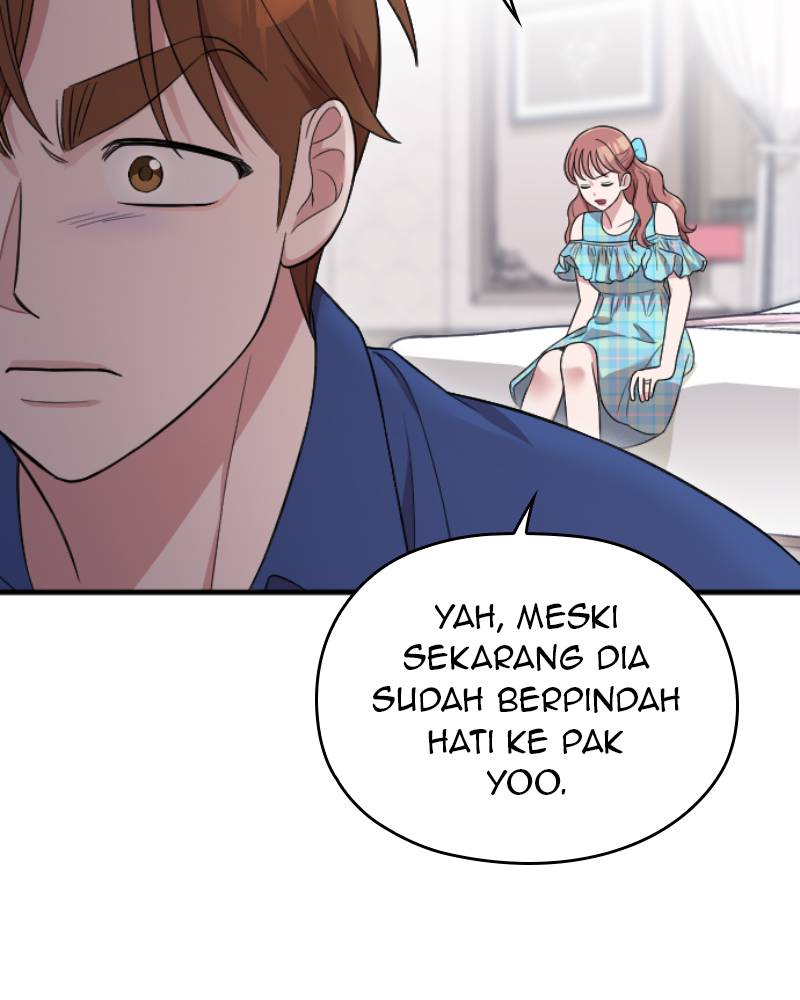 YAH, MESKI
SEKARANG DIA
SUDAH BERPINDAH
HATI KE PAK
YOO.